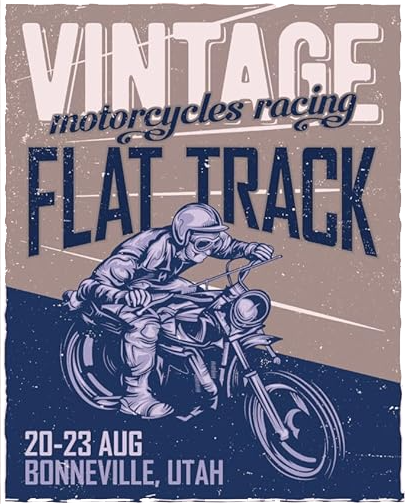 VINTAGE
motorcycles racing
FLAT TRACK
20-23 AUG
BONNEVILLE, UTAH